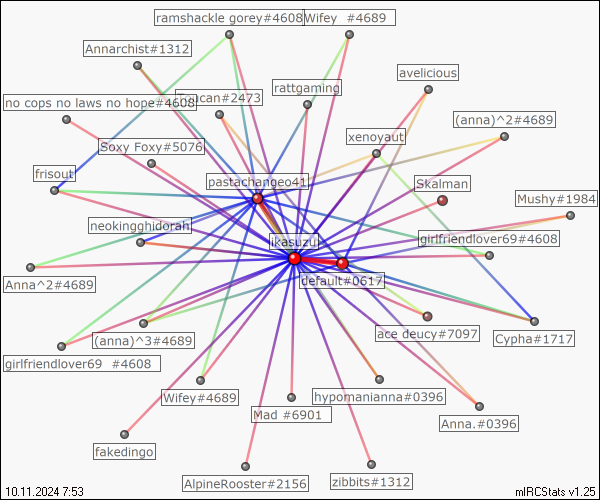 ramshackle gorey#4608
Wifey #4689
Annarchist#1312
avelicious
rattgaming
no cops no laws no hope#4608
Toucan#2473
(anna)^2#4689
xenoyaut
Soxy Foxy#5076
frisout
pastachangeo41
Skalman
Mushy#1984
neokingghidorah
ikasuzu
girlfriendlover69#4608
Anna^2#4689
default#0617
(anna)^3#4689
ace deucy#7097
Cypha#1717
girlfriendlover69 #4608
Wifey#4689
Mad #6901
hypomanianna#0396
Anna.#0396
fakedingo
AlpineRooster#2156
zibbits#1312
10.11.2024 7:53
mIRCStats v1.25